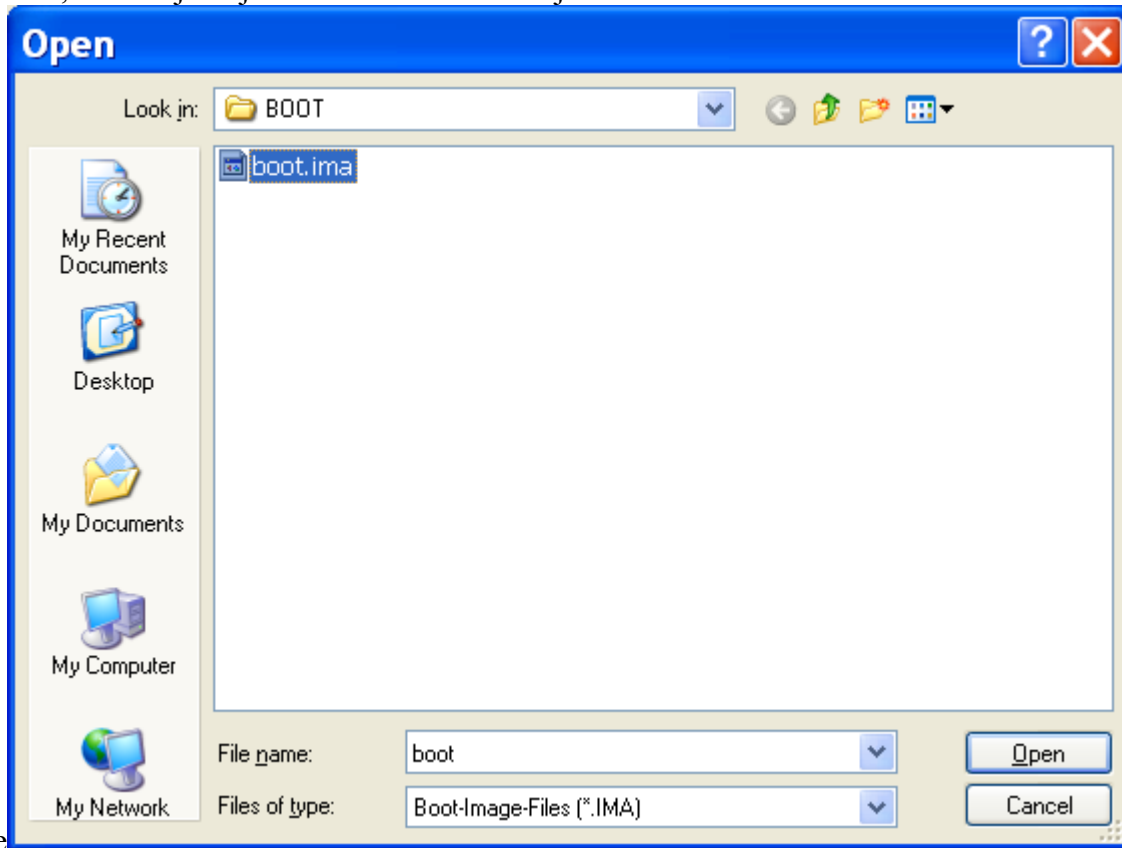 Open
Look in:
BOOT
boot.ima
My Recent
Documents
Desktop
My Documents
My Computer
My Network
File name:
boot
Open
Files of type:
Boot-Image-Files (*.IMA)
Cancel
e